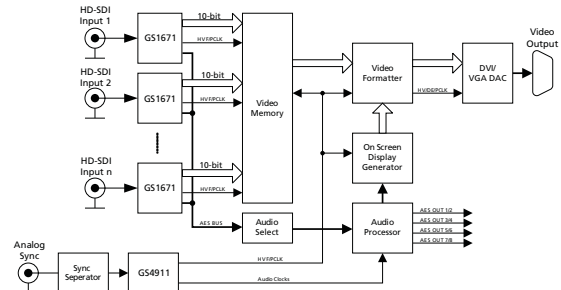 HD-SDI
Input 1
GS1671
10-bit
HVF/PCLK
HD-SDI
Input 2
GS1671
10-bit
HVF/PCLK
HD-SDI
Input n
GS1671
10-bit
HVF/PCLK
AES BUS
Video
Memory
Audio
Select
Video
Formatter
HV/DE/PCLK
DVI/
VGA DAC
Video
Output
On Screen
Display
Generator
Audio
Processor
AES OUT 1/2
AES OUT 3/4
AES OUT 5/6
AES OUT 7/8
Analog
Sync
Sync
Seperator
GS4911
HVF/PCLK
Audio Clocks